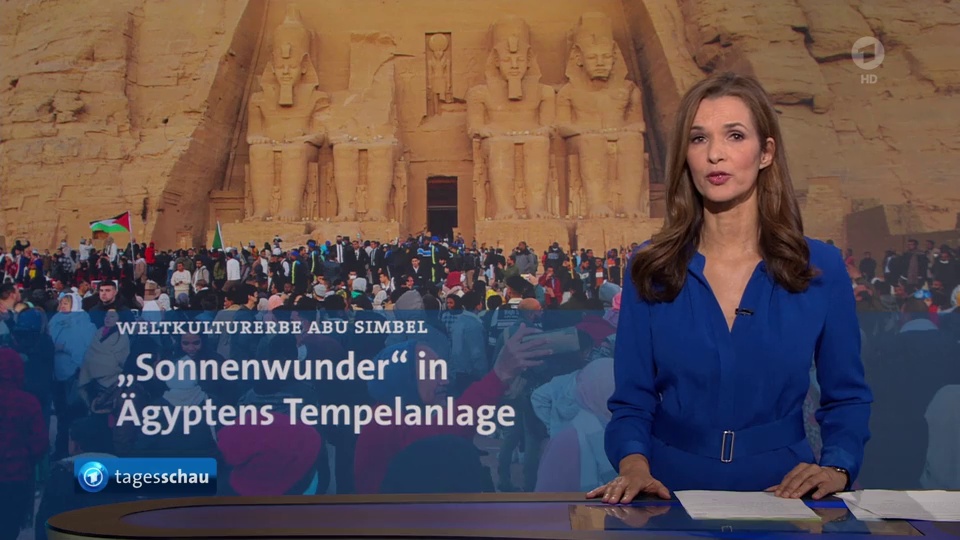 HD
WELTKULTURERBE ABU SIMBEL
„Sonnenwunder“ in
Ägyptens Tempelanlage
tagesschau